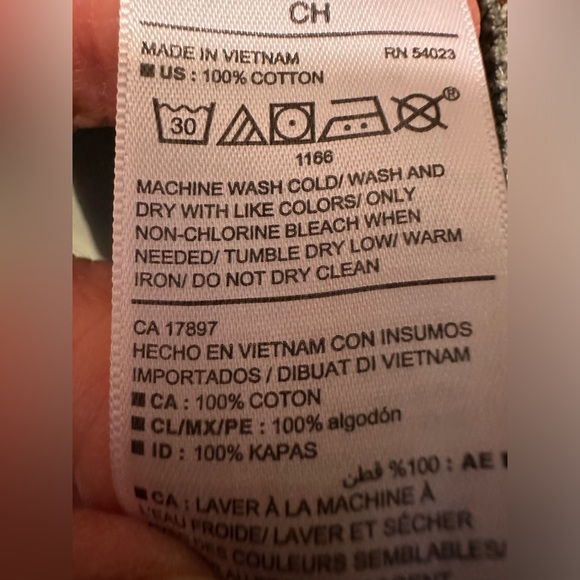 CH
MADE IN VIETNAM RN 54023
US : 100% COTTON
30
1166
MACHINE WASH COLD/ WASH AND
DRY WITH LIKE COLORS/ ONLY
NON-CHLORINE BLEACH WHEN
NEEDED/ TUMBLE DRY LOW/ WARM
IRON/ DO NOT DRY CLEAN
CA 17897
HECHO EN VIETNAM CON INSUMOS
IMPORTADOS / DIBUAT DI VIETNAM
CA : 100% COTON
CL/MX/PE : 100% algodón
ID : 100% KAPAS
AE : 100% قطن
CA : LAVER À LA MACHINE À
L'EAU FROIDE/ LAVER ET SÉCHER
DES COULEURS SEMBLABLES/